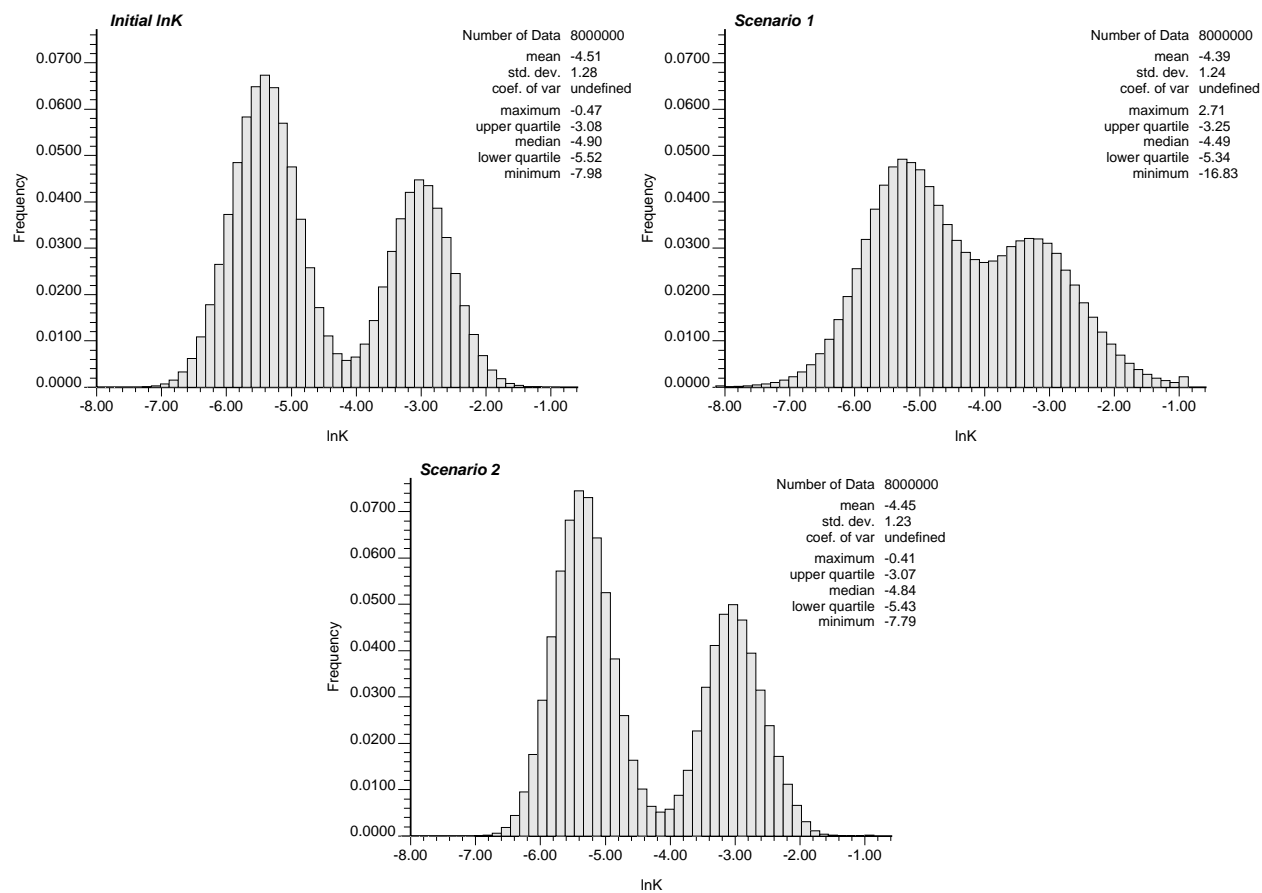 Initial lnK
Number of Data 8000000
mean -4.51
std. dev. 1.28
coef. of var undefined
maximum -0.47
upper quartile -3.08
median -4.90
lower quartile -5.52
minimum -7.98
Frequency
0.0700
0.0600
0.0500
0.0400
0.0300
0.0200
0.0100
0.0000
-8.00 -7.00 -6.00 -5.00 -4.00 -3.00 -2.00 -1.00
lnK
Scenario 1
Number of Data 8000000
mean -4.39
std. dev. 1.24
coef. of var undefined
maximum 2.71
upper quartile -3.25
median -4.49
lower quartile -5.34
minimum -16.83
Frequency
0.0700
0.0600
0.0500
0.0400
0.0300
0.0200
0.0100
0.0000
-8.00 -7.00 -6.00 -5.00 -4.00 -3.00 -2.00 -1.00
lnK
Scenario 2
Number of Data 8000000
mean -4.45
std. dev. 1.23
coef. of var undefined
maximum -0.41
upper quartile -3.07
median -4.84
lower quartile -5.43
minimum -7.79
Frequency
0.0700
0.0600
0.0500
0.0400
0.0300
0.0200
0.0100
0.0000
-8.00 -7.00 -6.00 -5.00 -4.00 -3.00 -2.00 -1.00
lnK